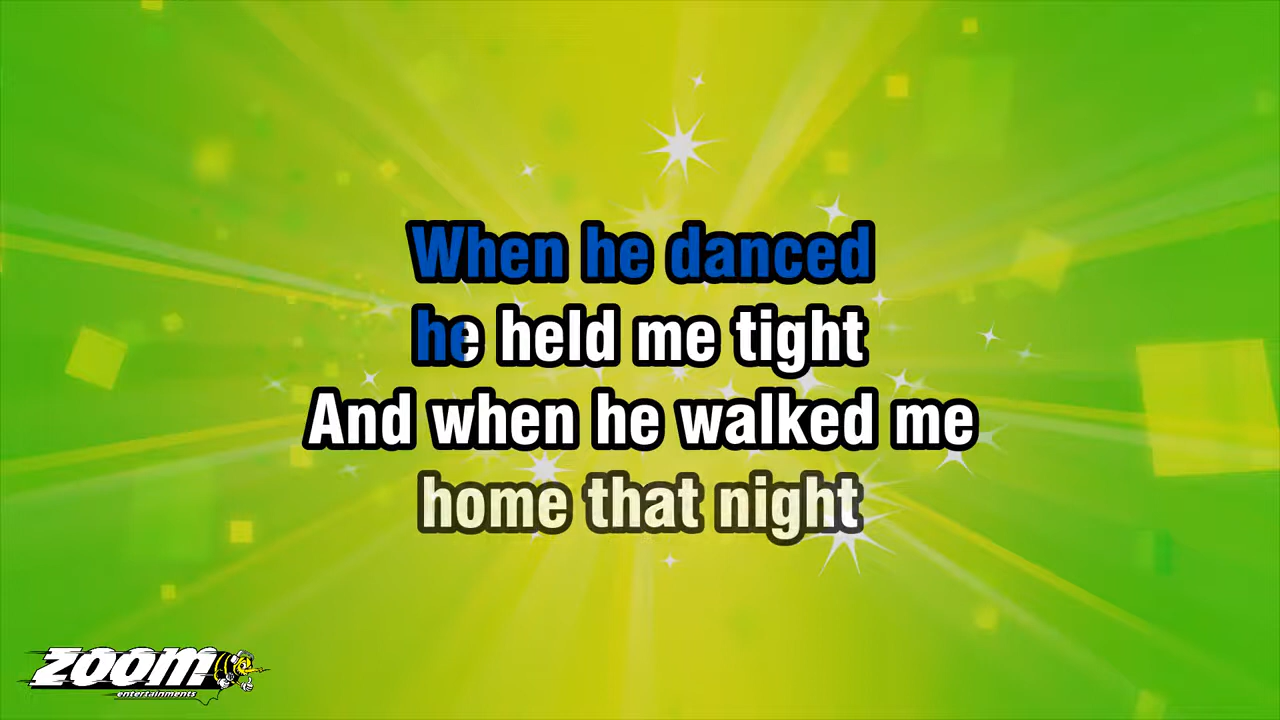 When he danced
he held me tight
And when he walked me
home that night
ZOOM
entertainments